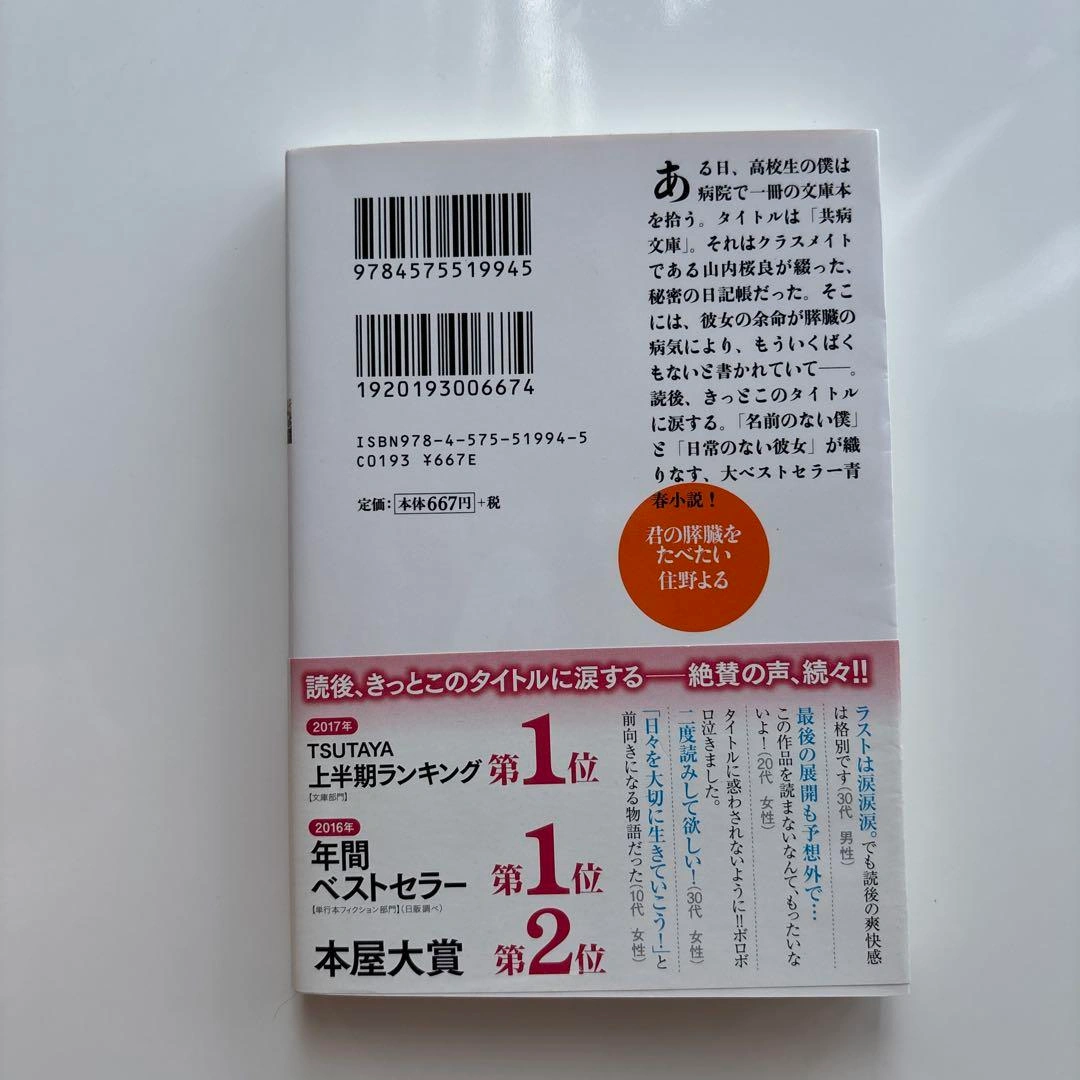 9784575519945
1920193006674
ISBN978-4-575-51994-5
C0193 ¥667E
定価：本体667円+税
ある日、高校生の僕は
病院で一冊の文庫本
を拾う。タイトルは「共病
文庫」。それはクラスメイト
である山内桜良が綴った、
秘密の日記帳だった。そこ
には、彼女の余命が膵臓の
病気により、もういくばく
もないと書かれていて――。
読後、きっとこのタイトル
に涙する。「名前のない僕」
と「日常のない彼女」が織
りなす、大ベストセラー青
春小説！
君の膵臓を
たべたい
住野よる
読後、きっとこのタイトルに涙する――絶賛の声、続々!!
2017年
TSUTAYA
上半期ランキング
【文庫部門】
第1位
2016年
年間
ベストセラー
【単行本フィクション部門】（日販調べ）
第1位
本屋大賞
第2位
ラストは涙涙涙。でも読後の爽快感
は格別です（30代　男性）
最後の展開も予想外で…
この作品を読まないなんて、もったいな
いよ！（20代　女性）
タイトルに惑わされないように!!ボロボ
ロ泣きました。
二度読みして欲しい！（30代　女性）
「日々を大切に生きていこう！」と
前向きになる物語だった（10代　女性）